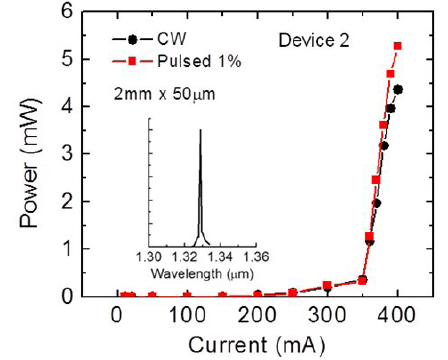 6
5
4
3
2
1
0
Power (mW)
CW
Pulsed 1%
Device 2
2mm x 50μm
1.30 1.32 1.34 1.36
Wavelength (μm)
0 100 200 300 400
Current (mA)